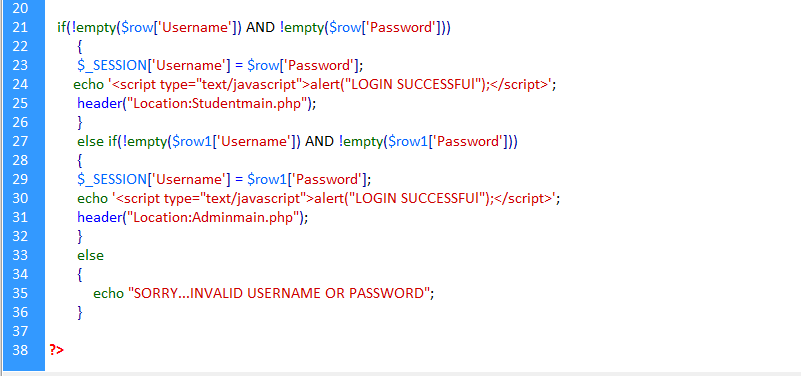 20
21 if(!empty($row['Username']) AND !empty($row['Password']))
22 {
23 $_SESSION['Username'] = $row['Password'];
24 echo '<script type="text/javascript">alert("LOGIN SUCCESSFUl");</script>';
25 header("Location:Studentmain.php");
26 }
27 else if(!empty($row1['Username']) AND !empty($row1['Password']))
28 {
29 $_SESSION['Username'] = $row1['Password'];
30 echo '<script type="text/javascript">alert("LOGIN SUCCESSFUl");</script>';
31 header("Location:Adminmain.php");
32 }
33 else
34 {
35 echo "SORRY...INVALID USERNAME OR PASSWORD";
36 }
37
38 ?>